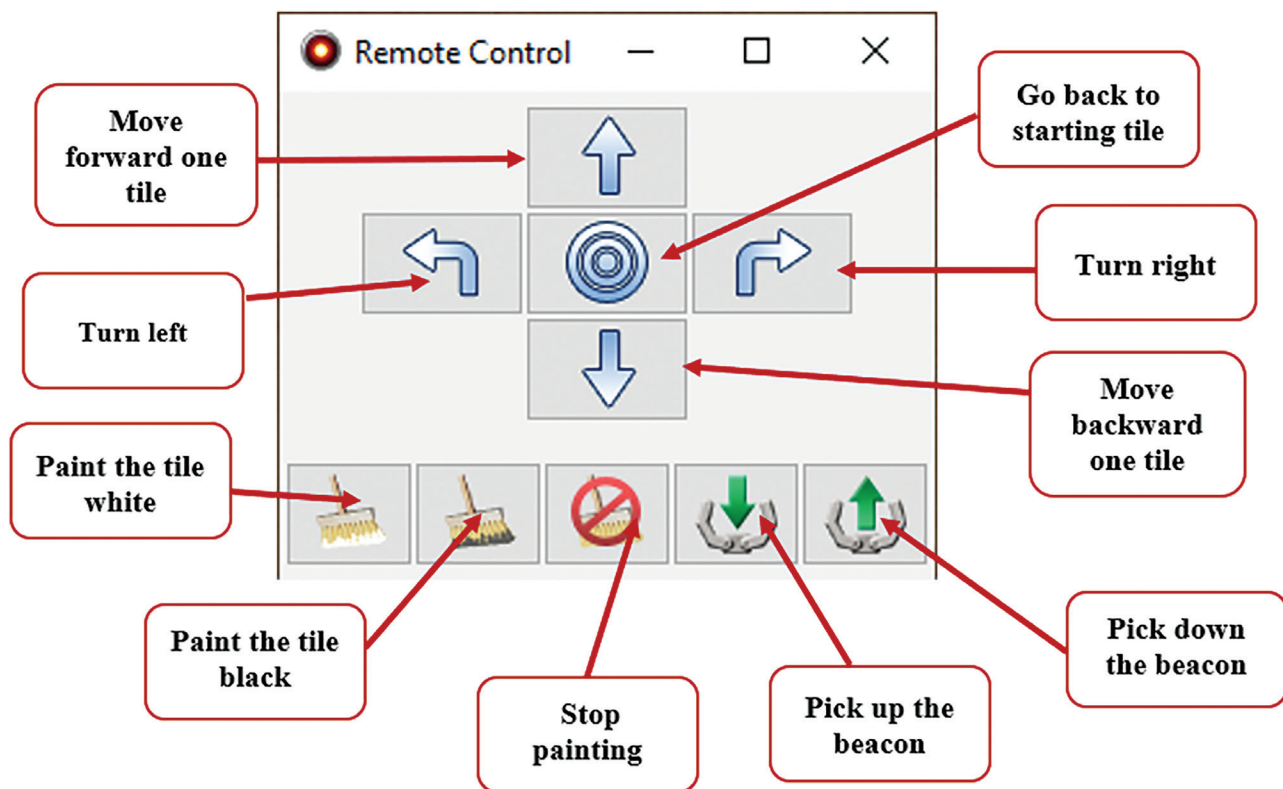 Remote Control
Move
forward one
tile
Go back to
starting tile
Turn left
Turn right
Move
backward
one tile
Paint the tile
white
Paint the tile
black
Stop
painting
Pick up the
beacon
Pick down
the beacon